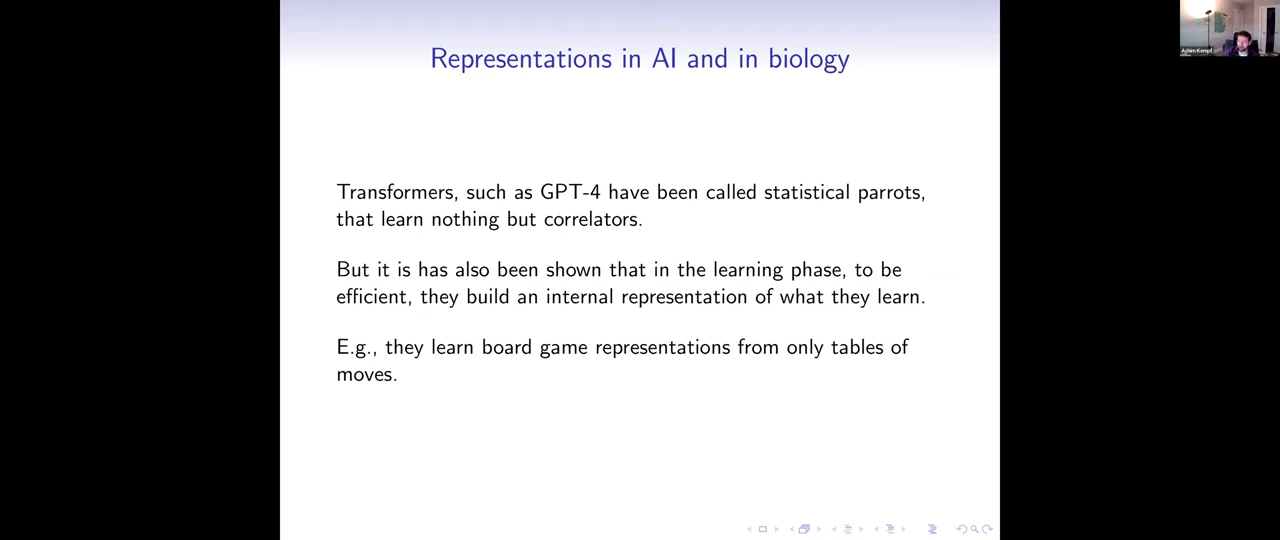 Representations in AI and in biology
Achim Kempf
Transformers, such as GPT-4 have been called statistical parrots,
that learn nothing but correlators.
But it is has also been shown that in the learning phase, to be
efficient, they build an internal representation of what they learn.
E.g., they learn board game representations from only tables of
moves.